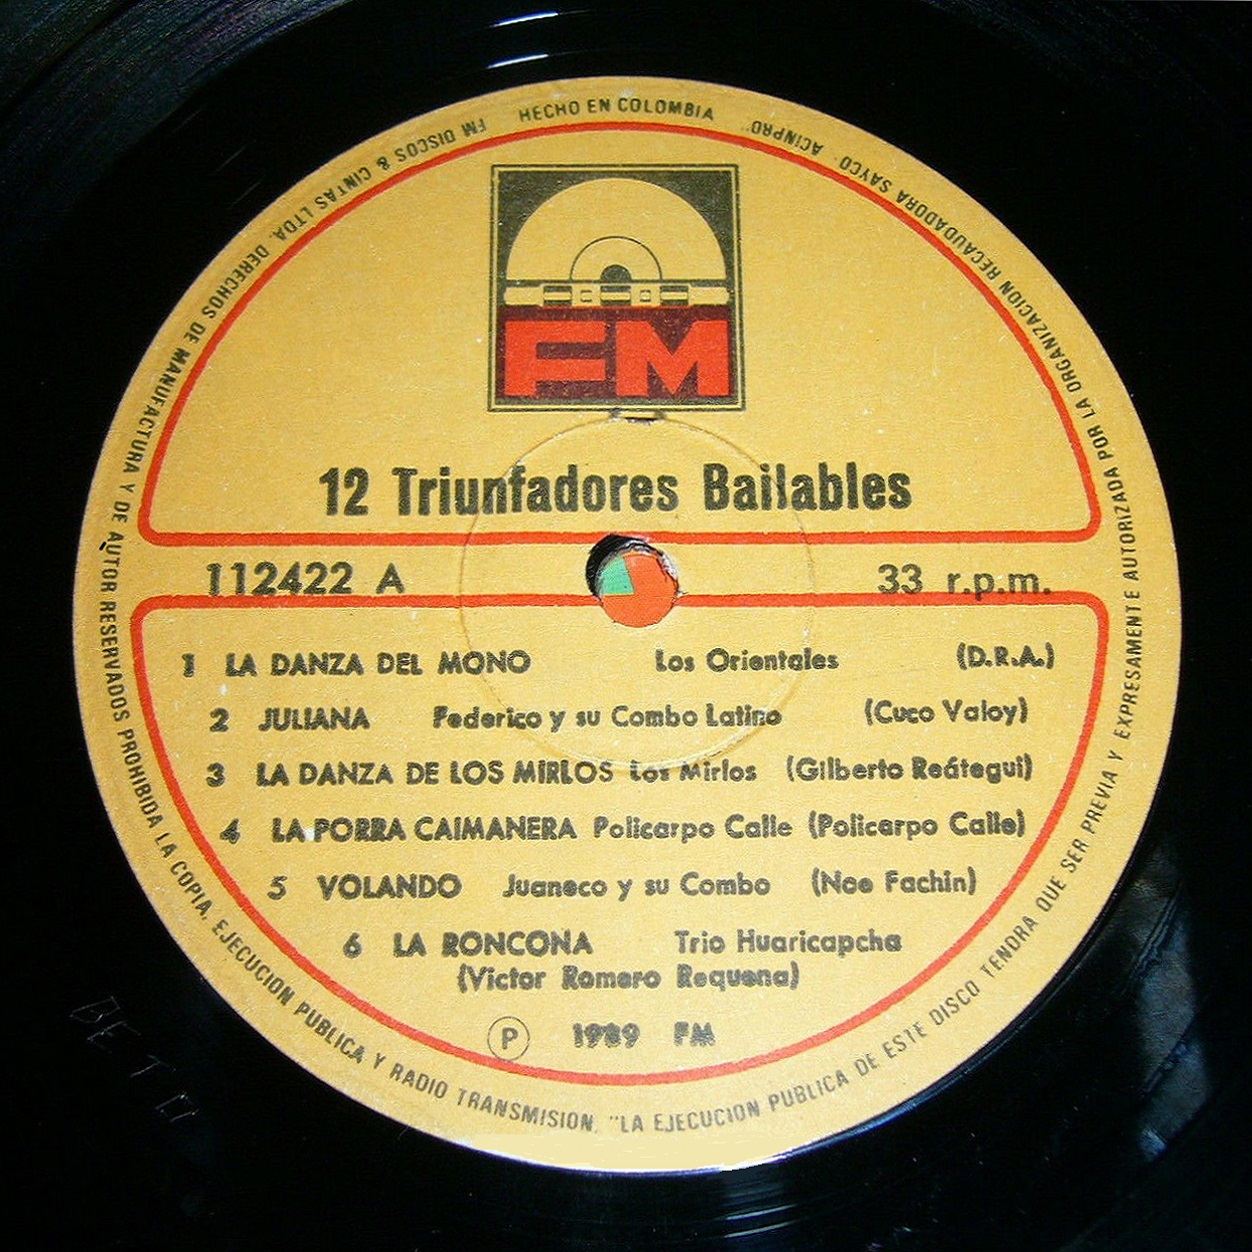 HECHO EN COLOMBIA
FM DISCOS & CINTAS LTDA. DERECHOS DE MANUFACTURA Y DE AUTOR RESERVADOS PROHIBIDA LA COPIA, EJECUCION PUBLICA Y RADIO TRANSMISION, "LA EJECUCION PUBLICA DE ESTE DISCO TENDRA QUE SER PREVIA Y EXPRESAMENTE AUTORIZADA POR LA ORGANIZACION RECAUDADORA SAYCO - ACINPRO"
FM
12 Triunfadores Bailables
112422 A 33 r.p.m.
1 LA DANZA DEL MONO Los Orientales (D.R.A.)
2 JULIANA Federico y su Combo Latino (Cuco Valoy)
3 LA DANZA DE LOS MIRLOS Los Mirlos (Gilberto Reátegui)
4 LA PORRA CAIMANERA Policarpo Calle (Policarpo Calle)
5 VOLANDO Juaneco y su Combo (Noe Fachin)
6 LA RONCONA Trio Huaricapcha
(Victor Romero Requena)
Ⓟ 1989 FM